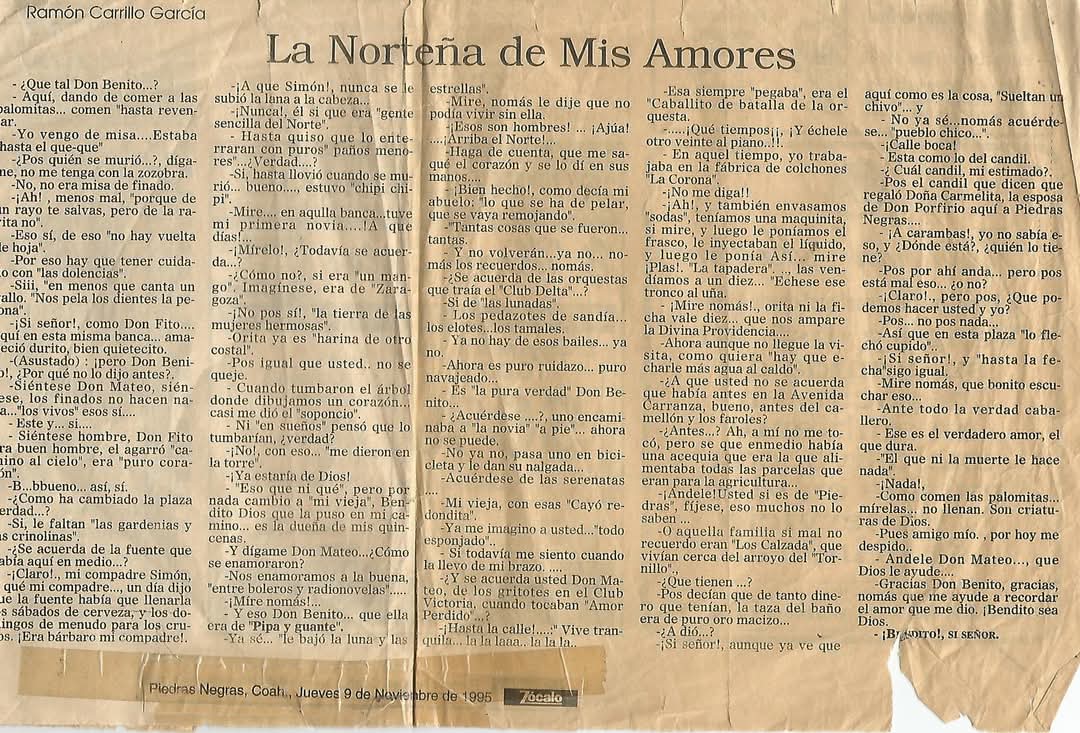 Ramón Carrillo García
La Norteña de Mis Amores
- ¿Que tal Don Benito...?
- Aquí, dando de comer a las
palomitas... comen "hasta reven-
ar.
-Yo vengo de misa....Estaba
"hasta el que-que"
-¿Pos quién se murió...?, díga-
me, no me tenga con la zozobra.
-No, no era misa de finado.
-¡Ah! , menos mal, "porque de
un rayo te salvas, pero de la ra-
rita no".
-Eso sí, de eso "no hay vuelta
de hoja".
-Por eso hay que tener cuida-
do con "las dolencias".
-Siii, "en menos que canta un
gallo. "Nos pela los dientes la pe-
ona".
-¡Si señor!, como Don Fito....
aquí en esta misma banca... ama-
neció durito, bien quietecito.
-(Asustado) : ¡pero Don Beni-
o!, ¿Por qué no lo dijo antes?.
-Siéntese Don Mateo, sién-
ese, los finados no hacen na-
a..."los vivos" esos sí....
- Este y... si....
- Siéntese hombre, Don Fito
ra buen hombre, el agarró "ca-
mino al cielo", era "puro cora-
ón".
-B...bbueno... así, sí.
-¿Como ha cambiado la plaza
erdad...?
-Si, le faltan "las gardenias y
as crinolinas".
-¿Se acuerda de la fuente que
abía aquí en medio...?
-¡Claro!., mi compadre Simón,
qué mi compadre..., un día dijo
ue la fuente había que llenarla
os sábados de cerveza, y los do-
ingos de menudo para los cru-
os. ¡Era bárbaro mi compadre!.
-¡A que Simón!, nunca se le
subió la lana a la cabeza...
-¡Nunca!, él si que era "gente
sencilla del Norte".
- Hasta quiso que lo ente-
rraran con puros" paños meno-
res"...¿Verdad....?
-Si, hasta llovió cuando se mu-
rió... bueno...., estuvo "chipi chi-
pi".
-Mire.... en aqulla banca...tuve
mi primera novia....!A que
días!...
-¡Mírelo!, ¿Todavía se acuer-
da...?
-¿Cómo no?, si era "un man-
go". Imagínese, era de "Zara-
goza".
-¡No pos sí!, "la tierra de las
mujeres hermosas".
-Orita ya es "harina de otro
costal".
-Pos igual que usted.. no se
queje.
- Cuando tumbaron el árbol
donde dibujamos un corazón...
casi me dió el "soponcio".
- Ni "en sueños" pensó que lo
tumbarían, ¿verdad?
-¡No!, con eso... "me dieron en
la torre".
-¡Ya estaría de Dios!
-"Eso que ni qué", pero por
nada cambio a "mi vieja", Ben-
dito Dios que la puso en mi ca-
mino... es la dueña de mis quin-
cenas.
-Y dígame Don Mateo...¿Cómo
se enamoraron?
-Nos enamoramos a la buena,
"entre boleros y radionovelas".....
-¡Míre nomás!...
-Y eso Don Benito... que ella
era de "Pipa y guante".
-Ya sé... "le bajó la luna y las
estrellas".
-Mire, nomás le dije que no
podía vivir sin ella.
-¡Esos son hombres! ... ¡Ajúa!
....¡Arriba el Norte!...
-Haga de cuenta, que me sa-
qué el corazón y se lo dí en sus
manos....
- ¡Bien hecho!, como decía mi
abuelo: "lo que se ha de pelar,
que se vaya remojando".
-"Tantas cosas que se fueron...
tantas.
- Y no volverán...ya no... no-
más los recuerdos... nomás.
-¿Se acuerda de las orquestas
que traía el "Club Delta"...?
-Si de "las lunadas".
- Los pedazotes de sandía...
los elotes...los tamales.
- Ya no hay de esos bailes... ya
no.
-Ahora es puro ruidazo... puro
navajeado...
- Es "la pura verdad" Don Be-
nito...
- ¿Acuérdese ....?, uno encami-
naba a "la novia" "a pie"... ahora
no se puede.
-No ya no, pasa uno en bici-
cleta y le dan su nalgada...
-Acuérdese de las serenatas
....
-Mi vieja, con esas "Cayó re-
dondita".
-Ya me imagino a usted..."todo
esponjado"..
- Si todavía me siento cuando
la llevo de mi brazo. ....
-¿Y se acuerda usted Don Ma-
teo, de los gritotes en el Club
Victoria, cuando tocaban "Amor
Perdido"...?
-¡Hasta la calle!....:" Vive tran-
quila... la la laaa.. la la la..
-Esa siempre "pegaba", era el
"Caballito de batalla de la or-
questa.
-.....¡Qué tiempos¡¡, ¡Y échele
otro veinte al piano..!!.
- En aquel tiempo, yo traba-
jaba en la fábrica de colchones
"La Corona".
-¡No me diga!!
-¡Ah!, y también envasamos
"sodas", teníamos una maquinita,
si mire, y luego le poníamos el
frasco, le inyectaban el líquido,
y luego le ponía Así... mire
¡Plas!. "La tapadera" ... las ven-
díamos a un diez... "Echese ese
tronco al uña.
-¡Mire nomás!., orita ni la fi-
cha vale diez... que nos ampare
la Divina Providencia...
-Ahora aunque no llegue la vi-
sita, como quiera "hay que e-
charle más agua al caldo".
-¿A que usted no se acuerda
que había antes en la Avenida
Carranza, bueno, antes del ca-
mellón y los faroles?
-¿Antes...? Ah, a mí no me to-
có, pero se que enmedio había
una acequia que era la que ali-
mentaba todas las parcelas que
eran para la agricultura...
-¡Ándele!Usted si es de "Pie-
dras", fíjese, eso muchos no lo
saben ...
-O aquella familia si mal no
recuerdo eran "Los Calzada", que
vivían cerca del arroyo del "Tor-
nillo"..
-¿Que tienen ...?
-Pos decían que de tanto dine-
ro que tenían, la taza del baño
era de puro oro macizo...
-¿A dió...?
-¡Si señor!, aunque ya ve que
aquí como es la cosa, "Sueltan un
chivo"... y
- No ya sé...nomás acuérde-
se... "pueblo chico...".
-¡Calle boca!
- Esta como lo del candil.
-¿ Cuál candil, mi estimado?.
-Pos el candil que dicen que
regaló Doña Carmelita, la esposa
de Don Porfirio aquí a Piedras
Negras...
- ¡A carambas!, yo no sabía e-
so, y ¿Dónde está?, ¿quién lo tie-
ne?
-Pos por ahí anda... pero pos
está mal eso... ¿o no?
-¡Claro!., pero pos, ¿Que po-
demos hacer usted y yo?
-Pos... no pos nada...
-Así que en esta plaza "lo fle-
chó cupido"..
-¡Sí señor!, y "hasta la fe-
cha"sigo igual.
-Mire nomás, que bonito escu-
char eso...
-Ante todo la verdad caba-
llero.
- Ese es el verdadero amor, el
que dura.
-"El que ni la muerte le hace
nada".
-¡Nada!,
-Como comen las palomitas...
mírelas... no llenan. Son criatu-
ras de Dios.
-Pues amigo mío. , por hoy me
despido..
- Andele Don Mateo..., que
Dios le ayude....
-Gracias Don Benito, gracias,
nomás que me ayude a recordar
el amor que me dio. ¡Bendito sea
Dios.
- ¡BENDITO!, SI SEÑOR.
Piedras Negras, Coah., Jueves 9 de Noviembre de 1995 Zócalo